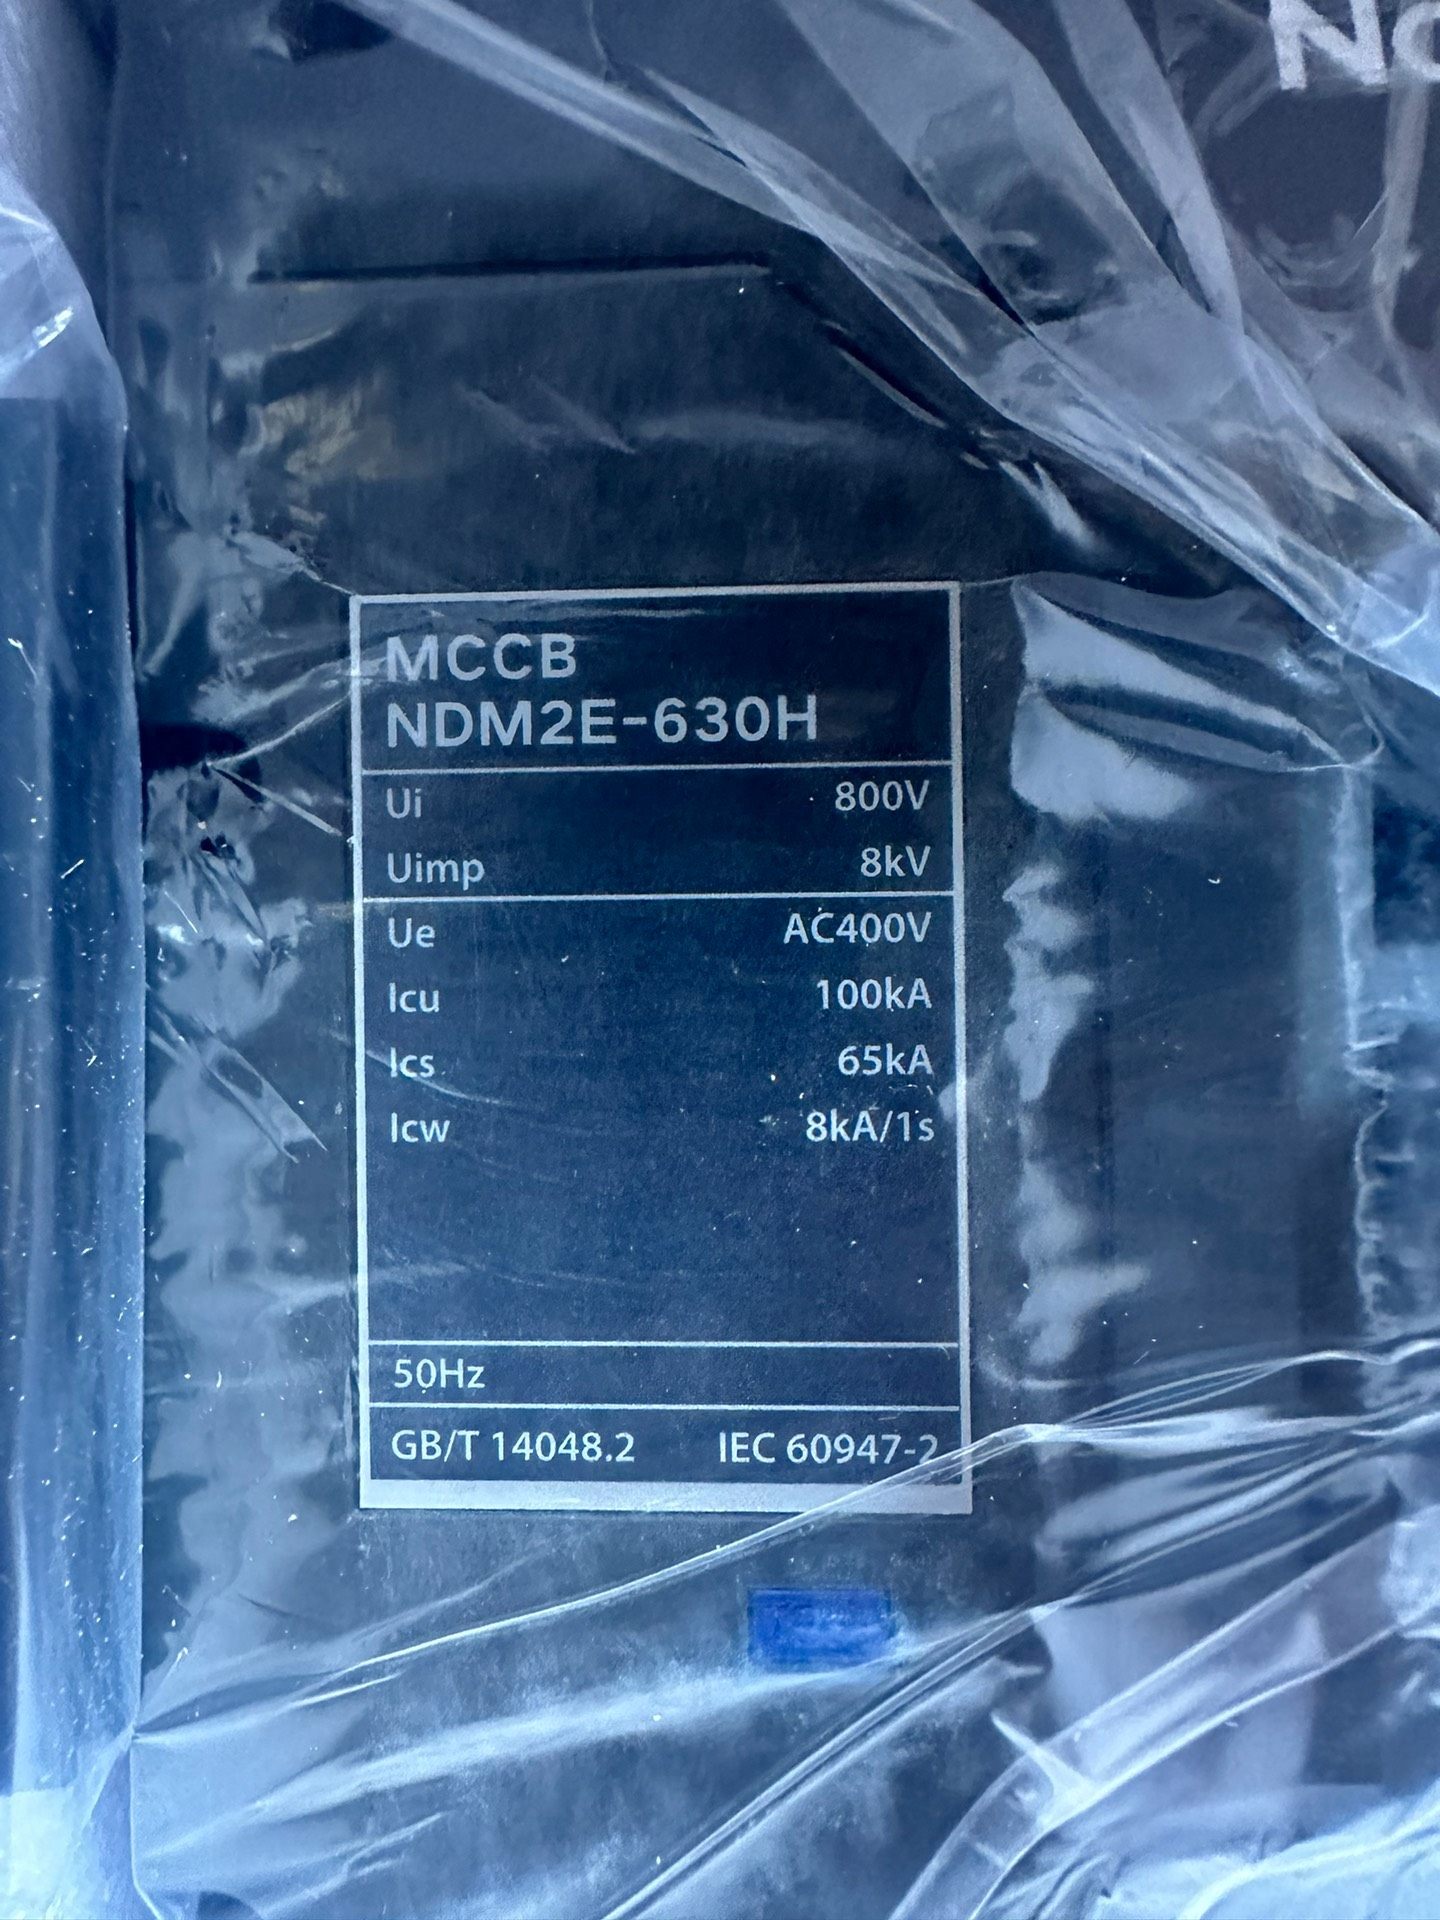 MCCB
NDM2E-630H
Ui 800V
Uimp 8kV
Ue AC400V
Icu 100kA
Ics 65kA
Icw 8kA/1s
50Hz
GB/T 14048.2 IEC 60947-2